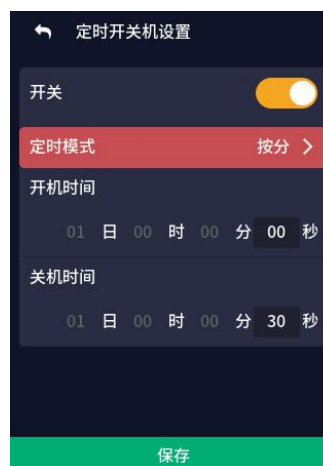 定时开关机设置
开关
定时模式 按分
开机时间
01 日 00 时 00 分 00 秒
关机时间
01 日 00 时 00 分 30 秒
保存